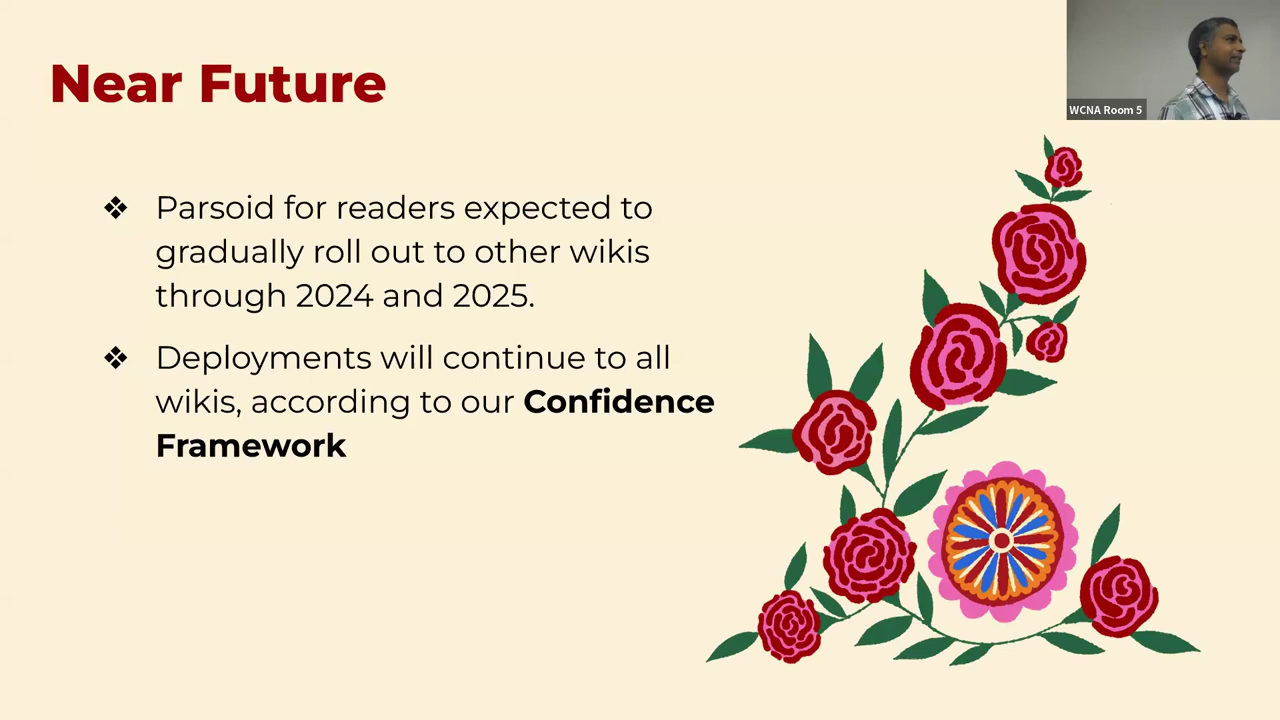 Near Future
WCNA Room 5
❖ Parsoid for readers expected to
gradually roll out to other wikis
through 2024 and 2025.
❖ Deployments will continue to all
wikis, according to our Confidence
Framework